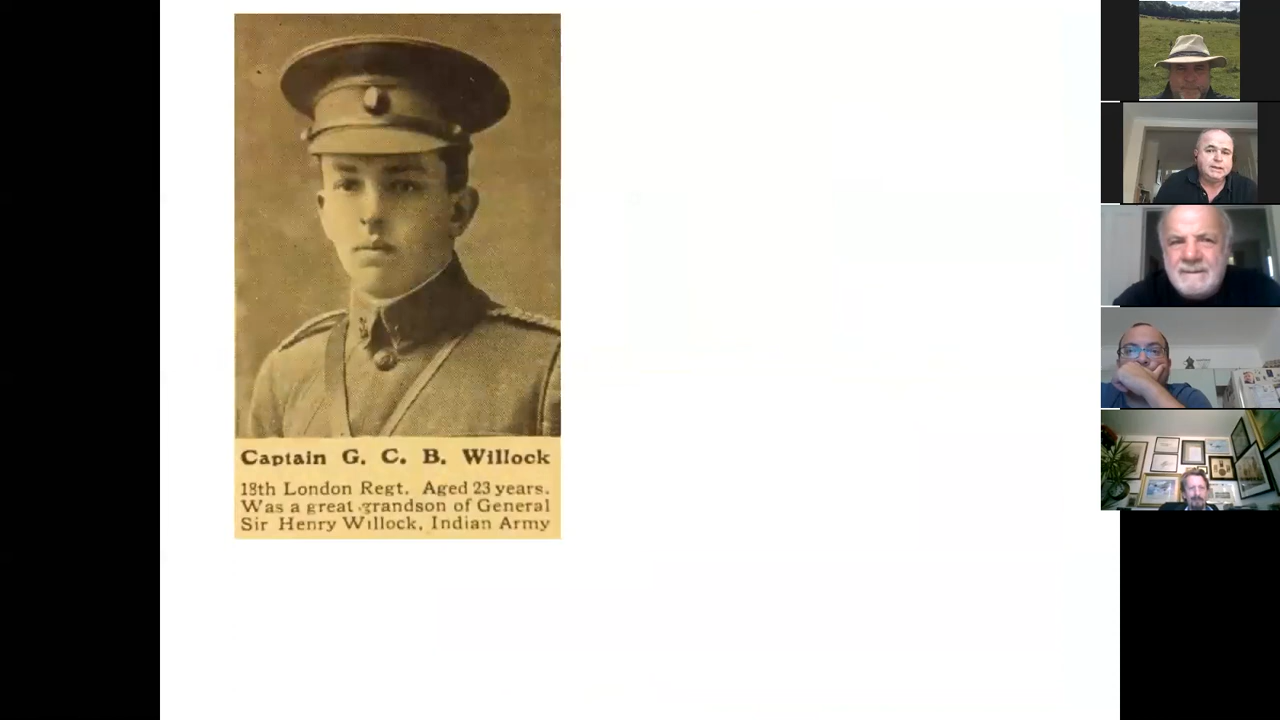 Captain G. C. B. Willock
18th London Regt. Aged 23 years.
Was a great grandson of General
Sir Henry Willock, Indian Army